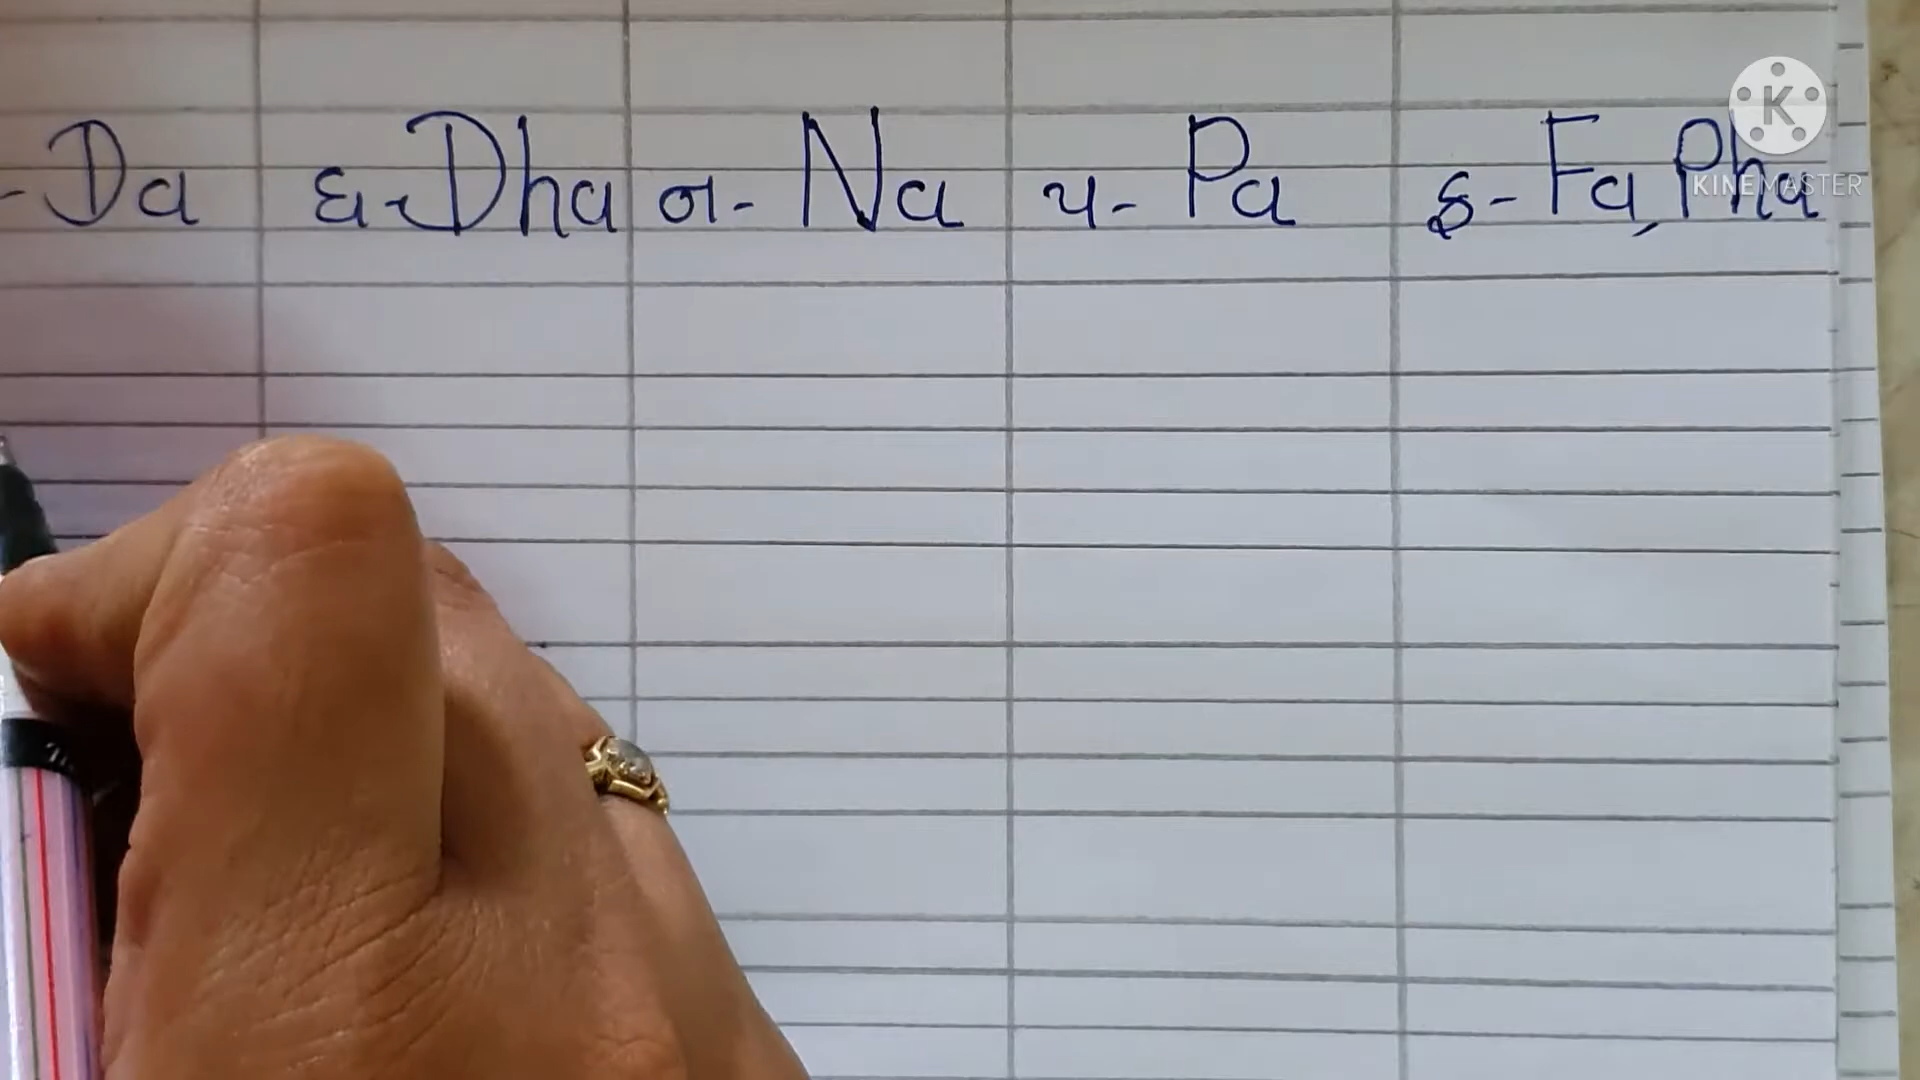 - Da ધ - Dha ન - Na પ - Pa ફ - Fa, Pha
K
KINEMASTER